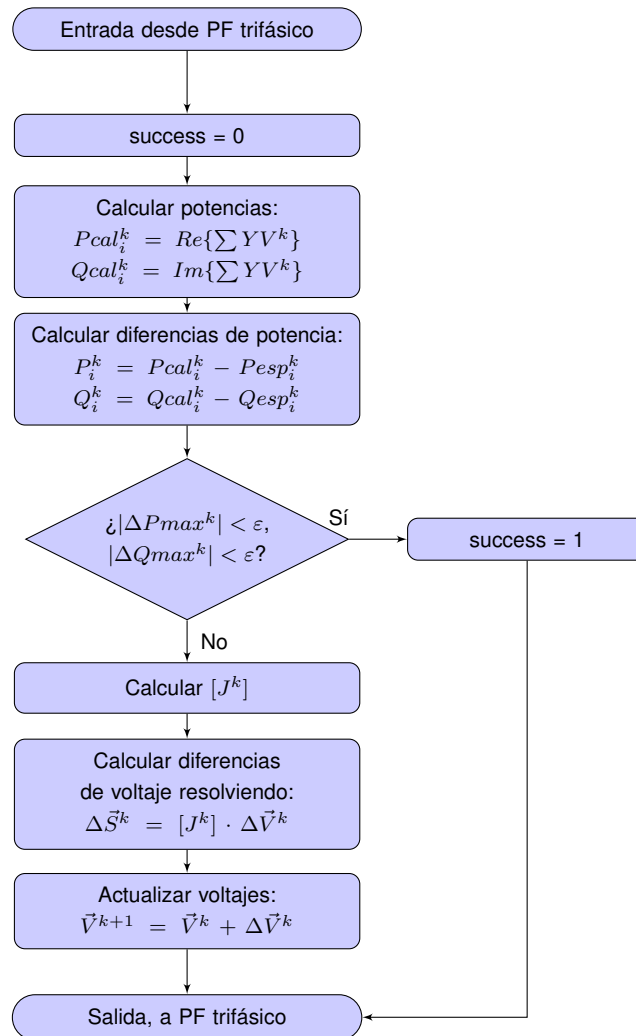 Entrada desde PF trifásico
success = 0
Calcular potencias:
$Pcal_i^k = Re\{\sum YV^k\}$
$Qcal_i^k = Im\{\sum YV^k\}$
Calcular diferencias de potencia:
$P_i^k = Pcal_i^k - Pesp_i^k$
$Q_i^k = Qcal_i^k - Qesp_i^k$
¿$|\Delta Pmax^k| < \varepsilon$,
$|\Delta Qmax^k| < \varepsilon$?
Sí
success = 1
No
Calcular $[J^k]$
Calcular diferencias
de voltaje resolviendo:
$\Delta \vec{S}^k = [J^k] \cdot \Delta \vec{V}^k$
Actualizar voltajes:
$\vec{V}^{k+1} = \vec{V}^k + \Delta \vec{V}^k$
Salida, a PF trifásico